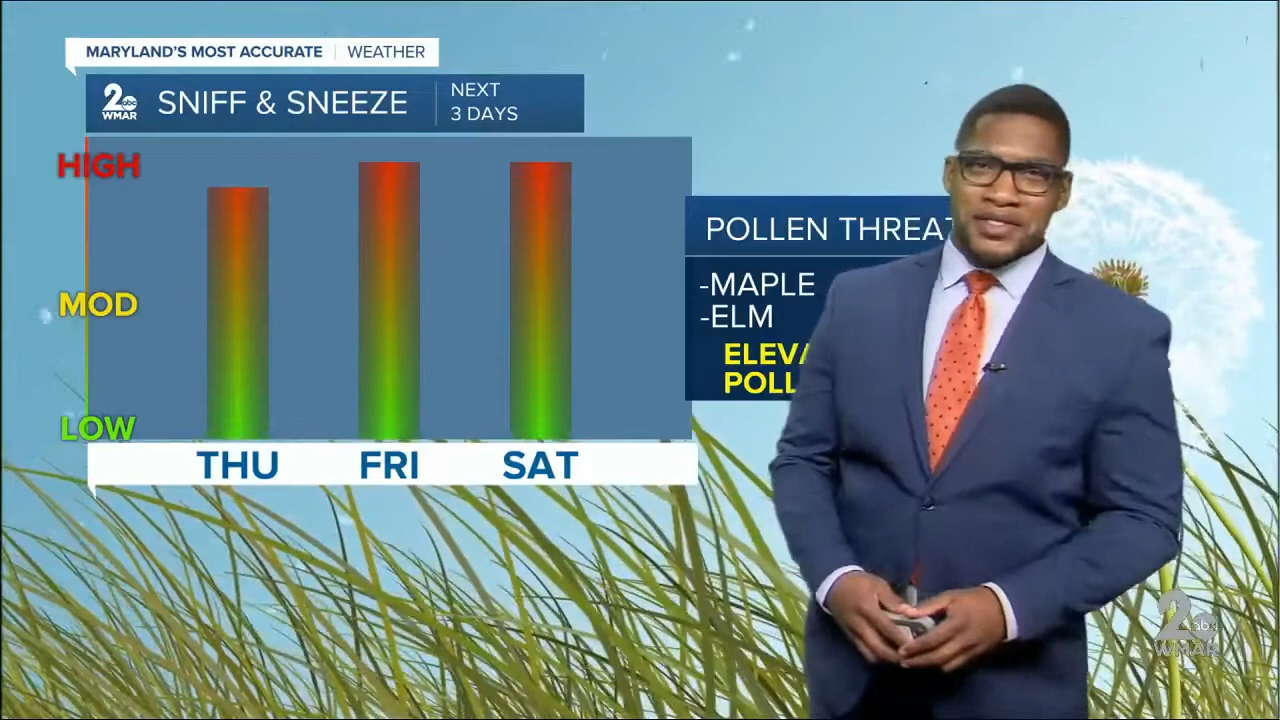 MARYLAND'S MOST ACCURATE | WEATHER
2 abc
WMAR
SNIFF & SNEEZE
NEXT
3 DAYS
HIGH
MOD
LOW
THU FRI SAT
POLLEN THREAT
-MAPLE
-ELM
2 abc
WMAR